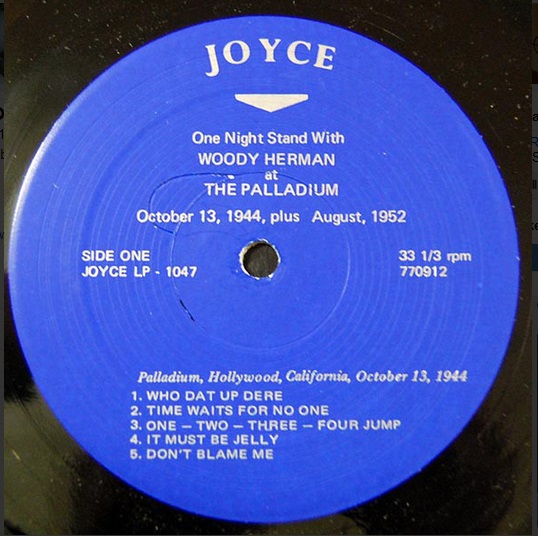 JOYCE
One Night Stand With
WOODY HERMAN
at
THE PALLADIUM
October 13, 1944, plus August, 1952
SIDE ONE
JOYCE LP - 1047
33 1/3 rpm
770912
Palladium, Hollywood, California, October 13, 1944
1. WHO DAT UP DERE
2. TIME WAITS FOR NO ONE
3. ONE — TWO — THREE — FOUR JUMP
4. IT MUST BE JELLY
5. DON'T BLAME ME